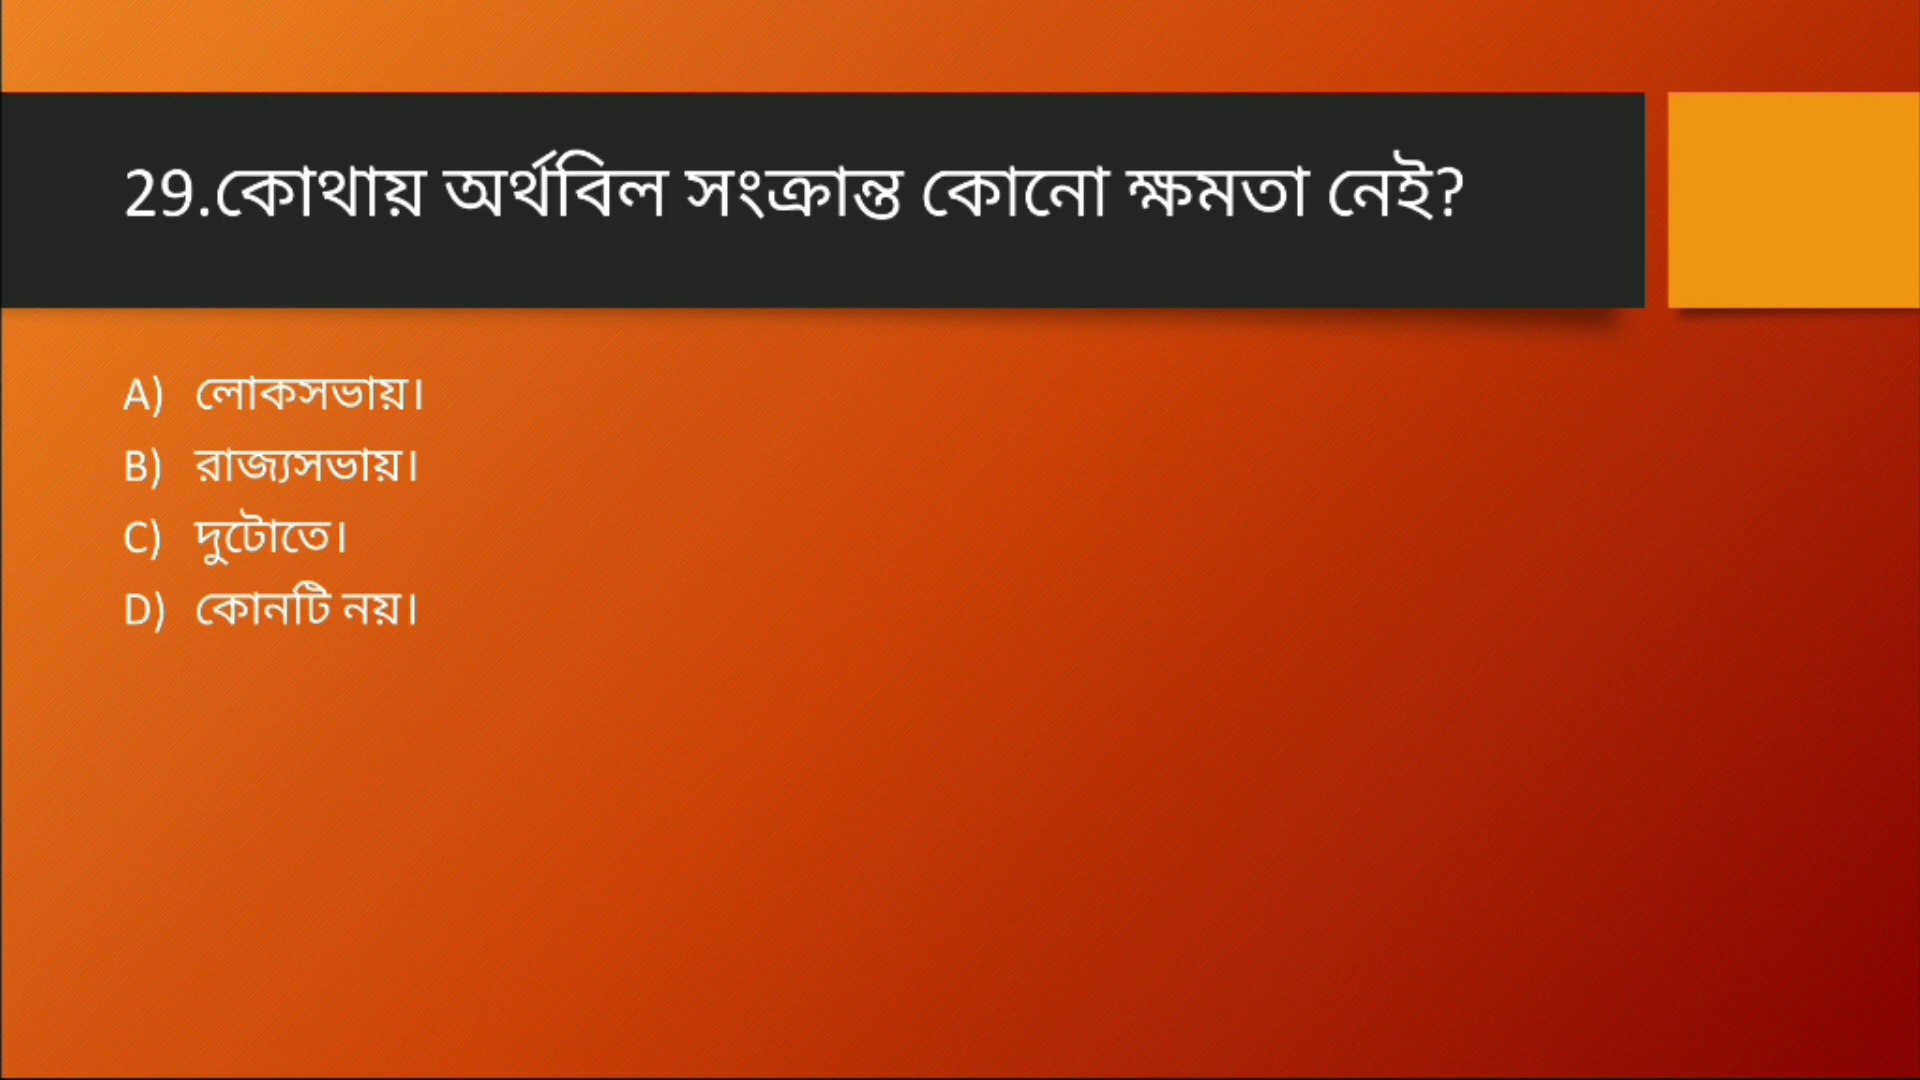 29.কোথায় অর্থবিল সংক্রান্ত কোনো ক্ষমতা নেই?
A) লোকসভায়।
B) রাজ্যসভায়।
C) দুটোতে।
D) কোনটি নয়।